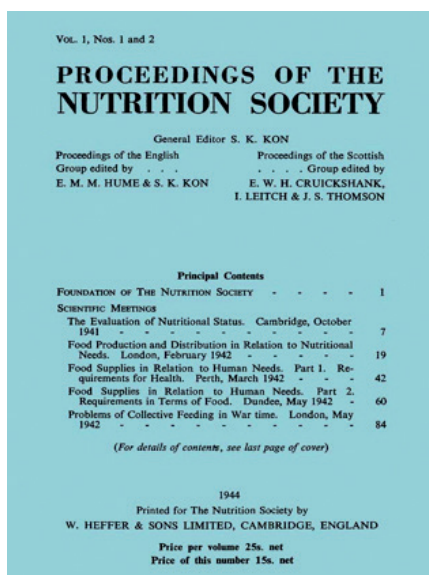 VOL. 1, Nos. 1 and 2
PROCEEDINGS OF THE
NUTRITION SOCIETY
General Editor S. K. KON
Proceedings of the English
Group edited by . . .
E. M. M. HUME & S. K. KON
Proceedings of the Scottish
. . . . Group edited by
E. W. H. CRUICKSHANK,
I. LEITCH & J. S. THOMSON
Principal Contents
FOUNDATION OF THE NUTRITION SOCIETY - - - - 1
SCIENTIFIC MEETINGS
The Evaluation of Nutritional Status. Cambridge, October
1941 - - - - - - - - - - 7
Food Production and Distribution in Relation to Nutritional
Needs. London, February 1942 - - - - - 19
Food Supplies in Relation to Human Needs. Part 1. Re-
quirements for Health. Perth, March 1942 - - - 42
Food Supplies in Relation to Human Needs. Part 2.
Requirements in Terms of Food. Dundee, May 1942 - 60
Problems of Collective Feeding in War time. London, May
1942 - - - - - - - - - - 84
(For details of contents, see last page of cover)
1944
Printed for The Nutrition Society by
W. HEFFER & SONS LIMITED, CAMBRIDGE, ENGLAND
Price per volume 25s. net
Price of this number 15s. net